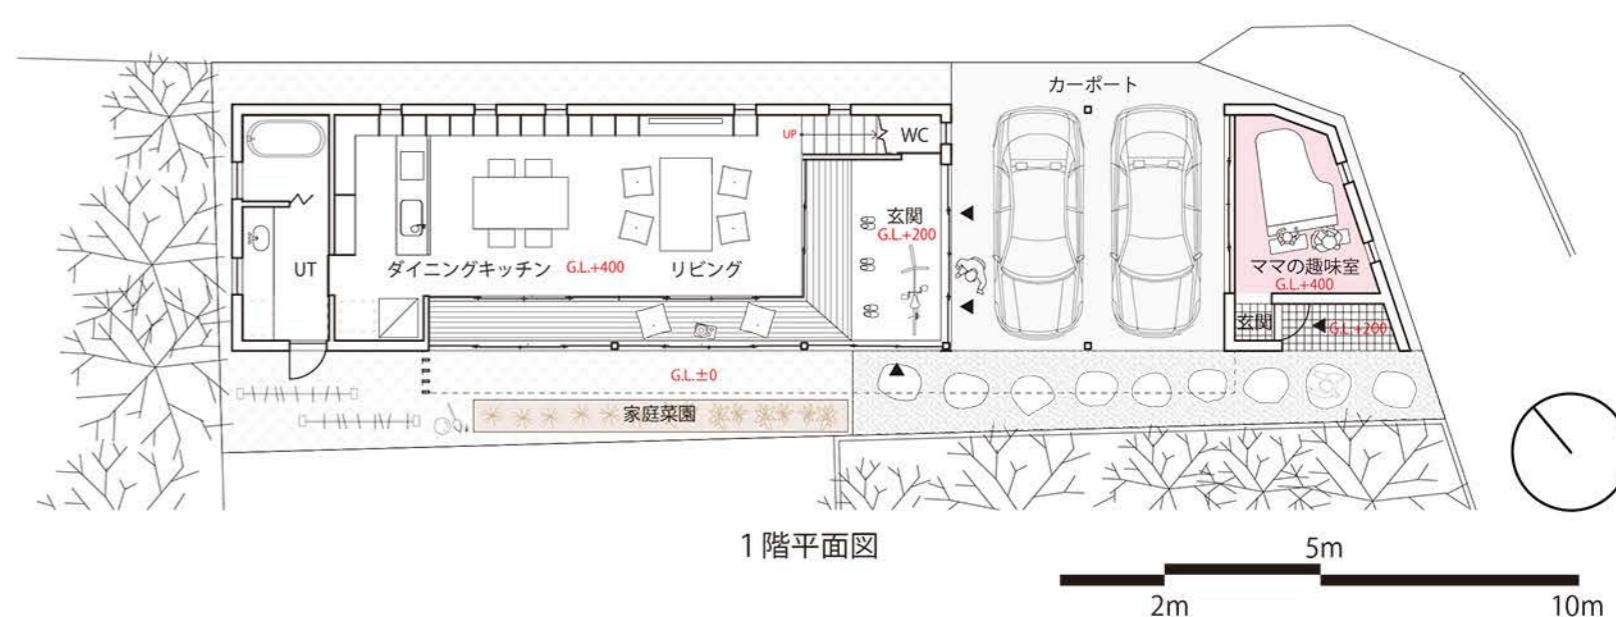 カーポート
UP
WC
玄関
G.L.+200
UT
ダイニングキッチン
G.L.+400
リビング
ママの趣味室
G.L.+400
玄関
G.L.+200
G.L.±0
家庭菜園
1階平面図
5m
2m
10m